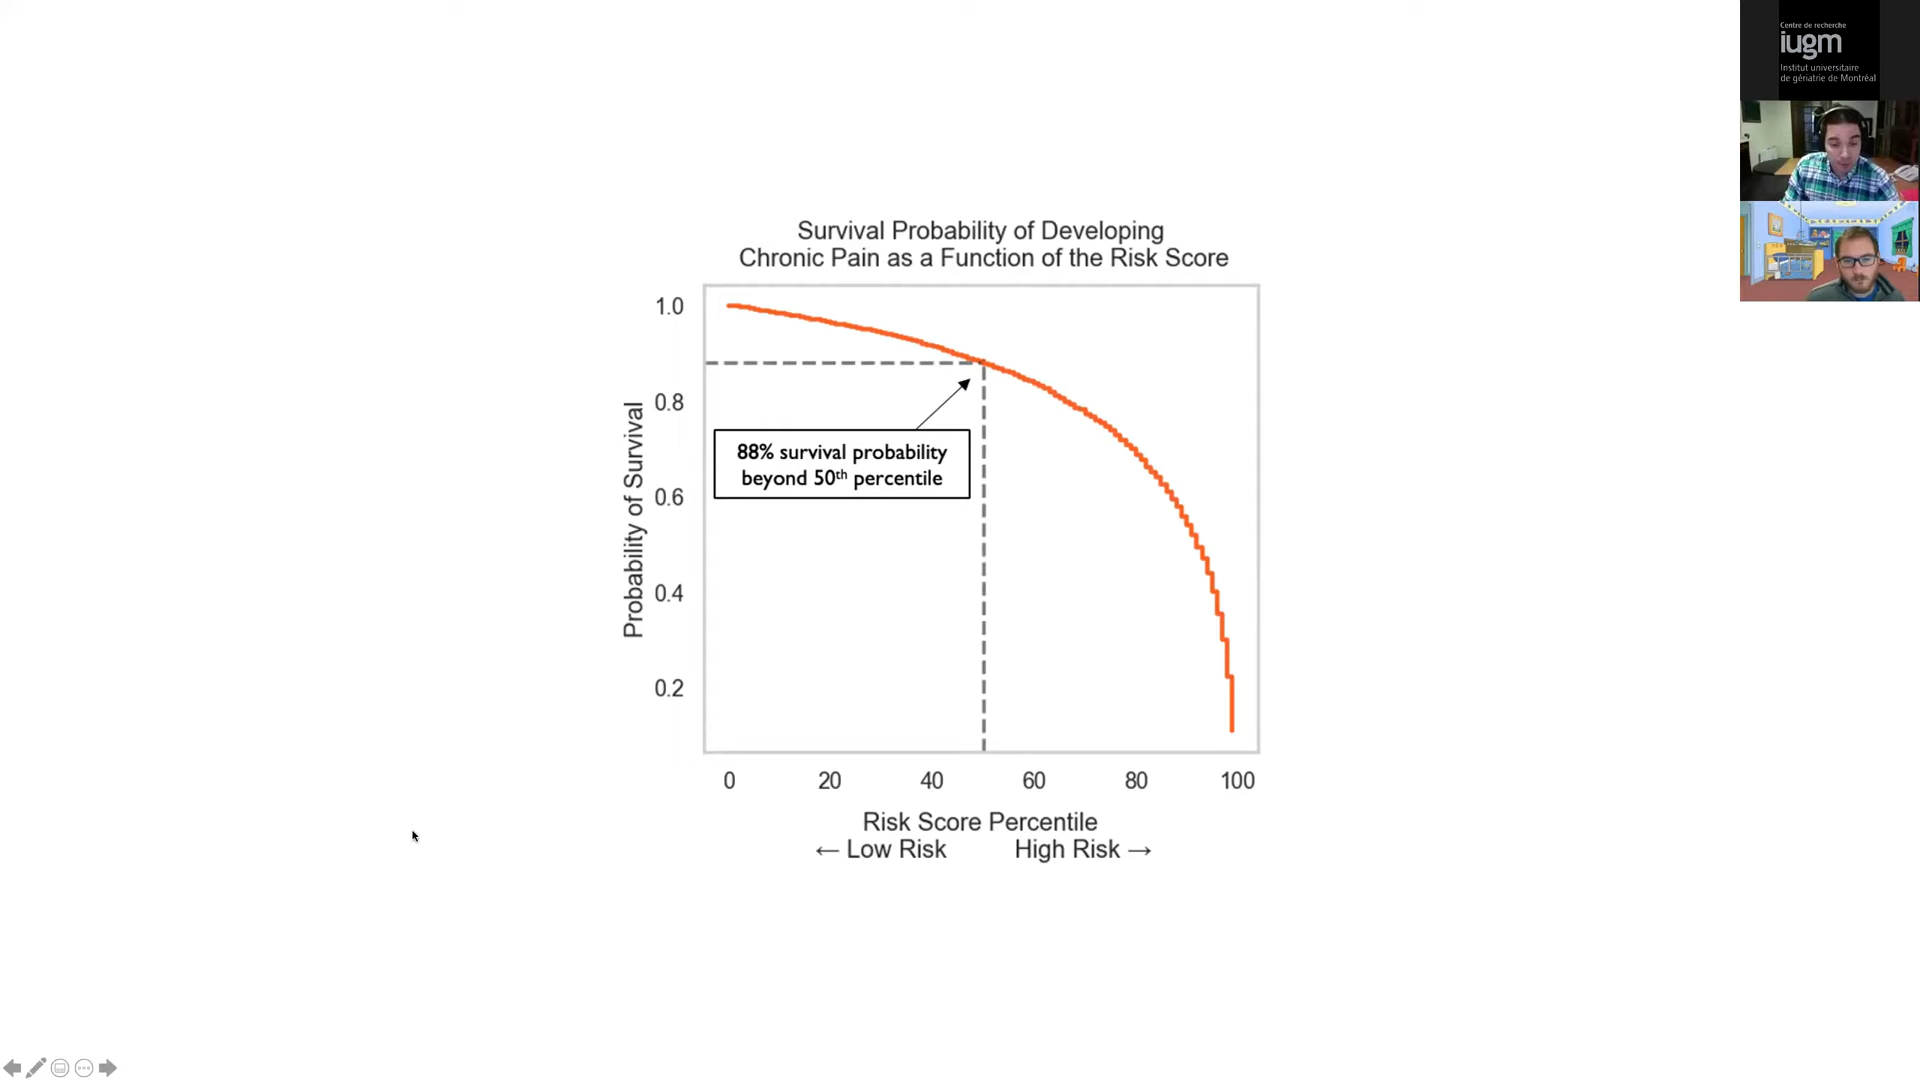 Centre de recherche
iugm
Institut universitaire
de gériatrie de Montréal
Survival Probability of Developing
Chronic Pain as a Function of the Risk Score
1.0
0.8
0.6
0.4
0.2
Probability of Survival
88% survival probability
beyond 50th percentile
0 20 40 60 80 100
Risk Score Percentile
← Low Risk High Risk →